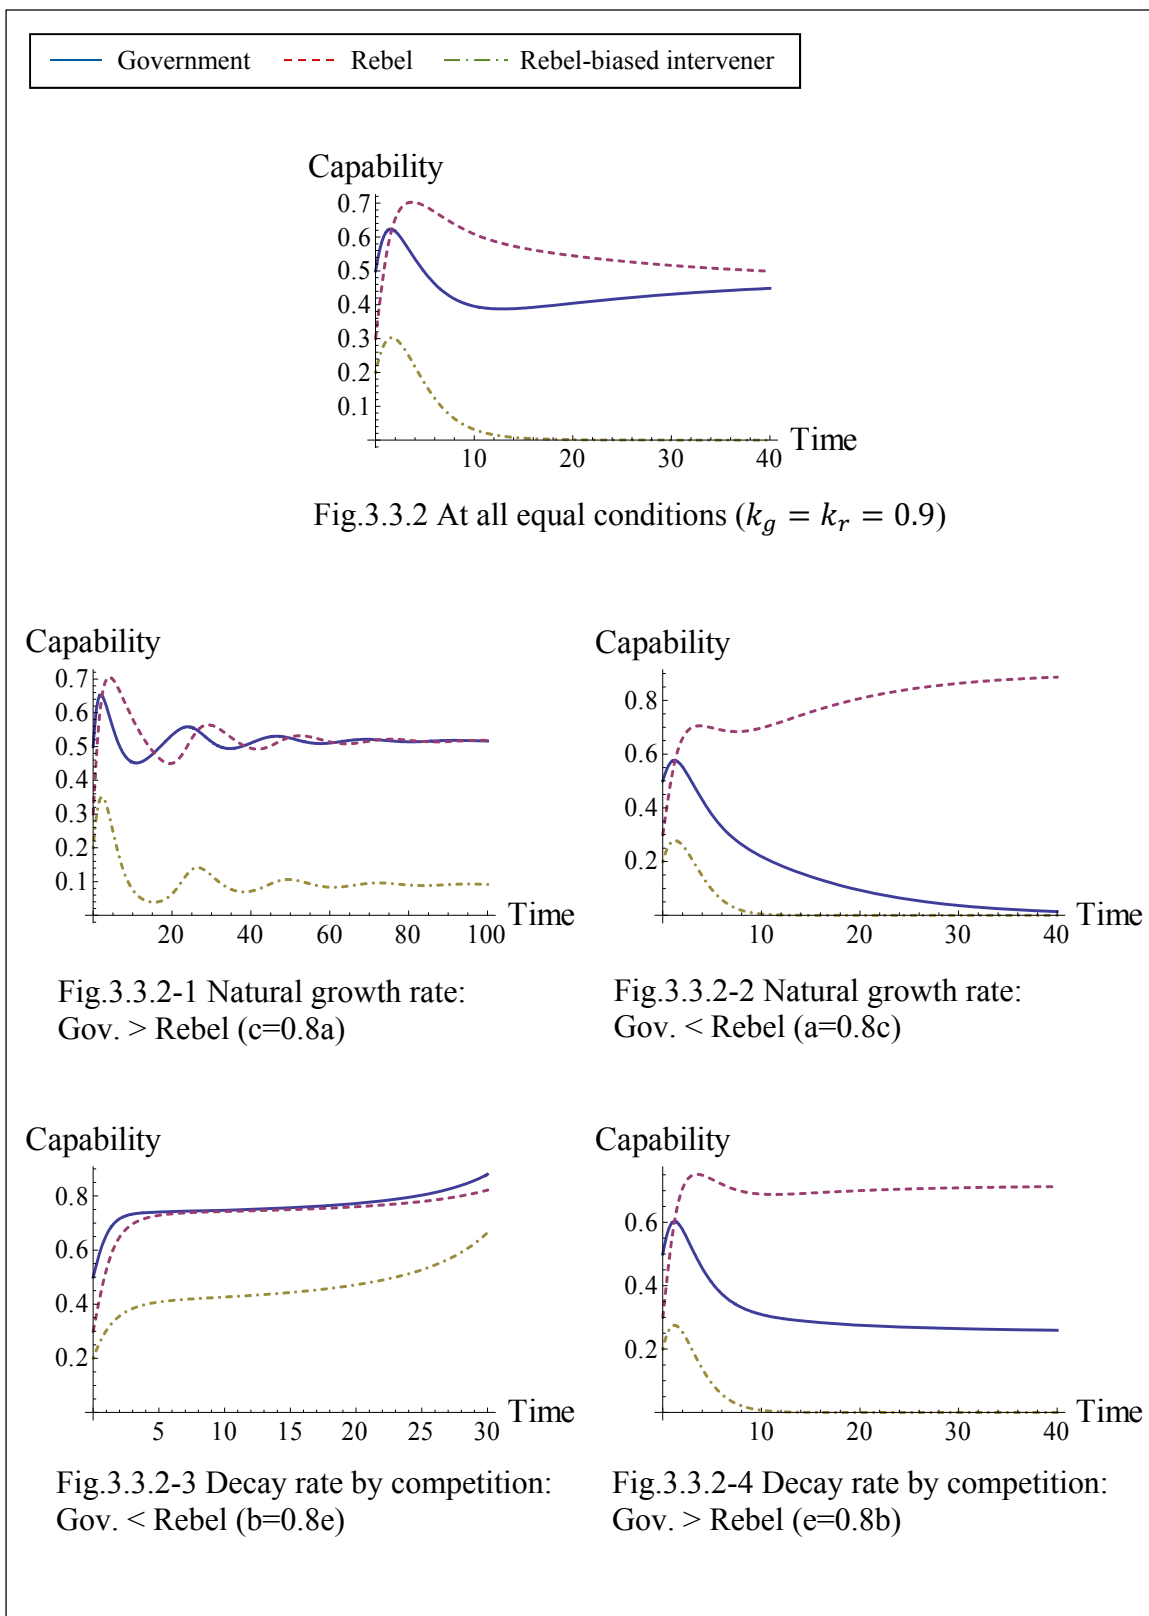 Government Rebel Rebel-biased intervener
Capability
0.7
0.6
0.5
0.4
0.3
0.2
0.1
10 20 30 40
Time
Fig.3.3.2 At all equal conditions (k_g = k_r = 0.9)
Capability
0.7
0.6
0.5
0.4
0.3
0.2
0.1
20 40 60 80 100
Time
Fig.3.3.2-1 Natural growth rate:
Gov. > Rebel (c=0.8a)
Capability
0.8
0.6
0.4
0.2
10 20 30 40
Time
Fig.3.3.2-2 Natural growth rate:
Gov. < Rebel (a=0.8c)
Capability
0.8
0.6
0.4
0.2
5 10 15 20 25 30
Time
Fig.3.3.2-3 Decay rate by competition:
Gov. < Rebel (b=0.8e)
Capability
0.6
0.4
0.2
10 20 30 40
Time
Fig.3.3.2-4 Decay rate by competition:
Gov. > Rebel (e=0.8b)